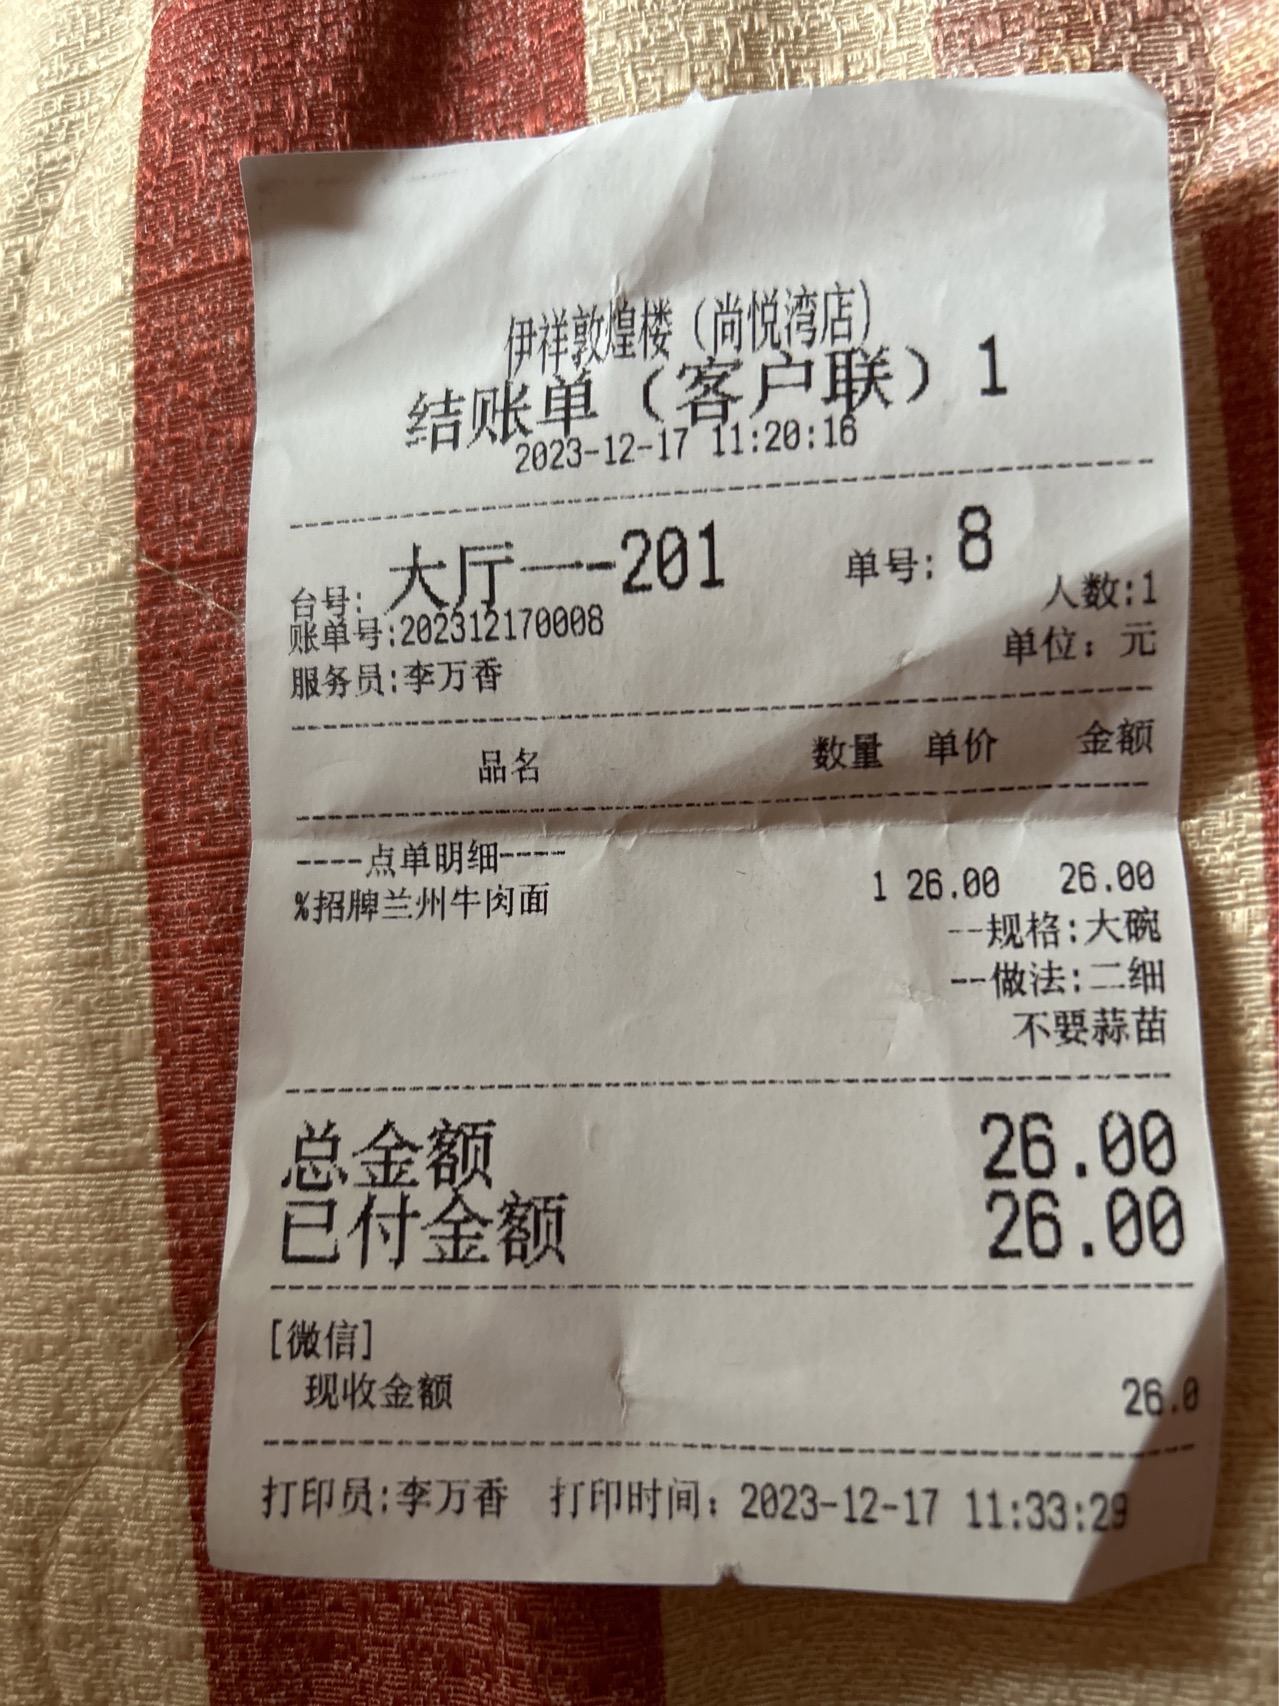 伊祥敦煌楼（尚悦湾店）
结账单（客户联）1
2023-12-17 11:20:16
台号: 大厅一--201 单号: 8
人数:1
账单号:202312170008
单位: 元
服务员:李万香
品名 数量 单价 金额
----点单明细----
%招牌兰州牛肉面 1 26.00 26.00
--规格:大碗
--做法:二细
不要蒜苗
总金额 26.00
已付金额 26.00
[微信]
现收金额 26.0
打印员:李万香 打印时间: 2023-12-17 11:33:29